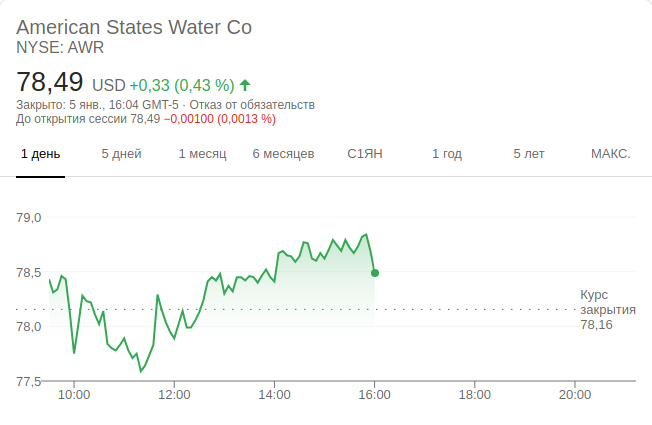 American States Water Co
NYSE: AWR
78,49 USD +0,33 (0,43 %)
Закрыто: 5 янв., 16:04 GMT-5 · Отказ от обязательств
До открытия сессии 78,49 −0,00100 (0,0013 %)
1 день 5 дней 1 месяц 6 месяцев С1ЯН 1 год 5 лет МАКС.
79,0
78,5
Курс
закрытия
78,16
78,0
77,5
10:00 12:00 14:00 16:00 18:00 20:00